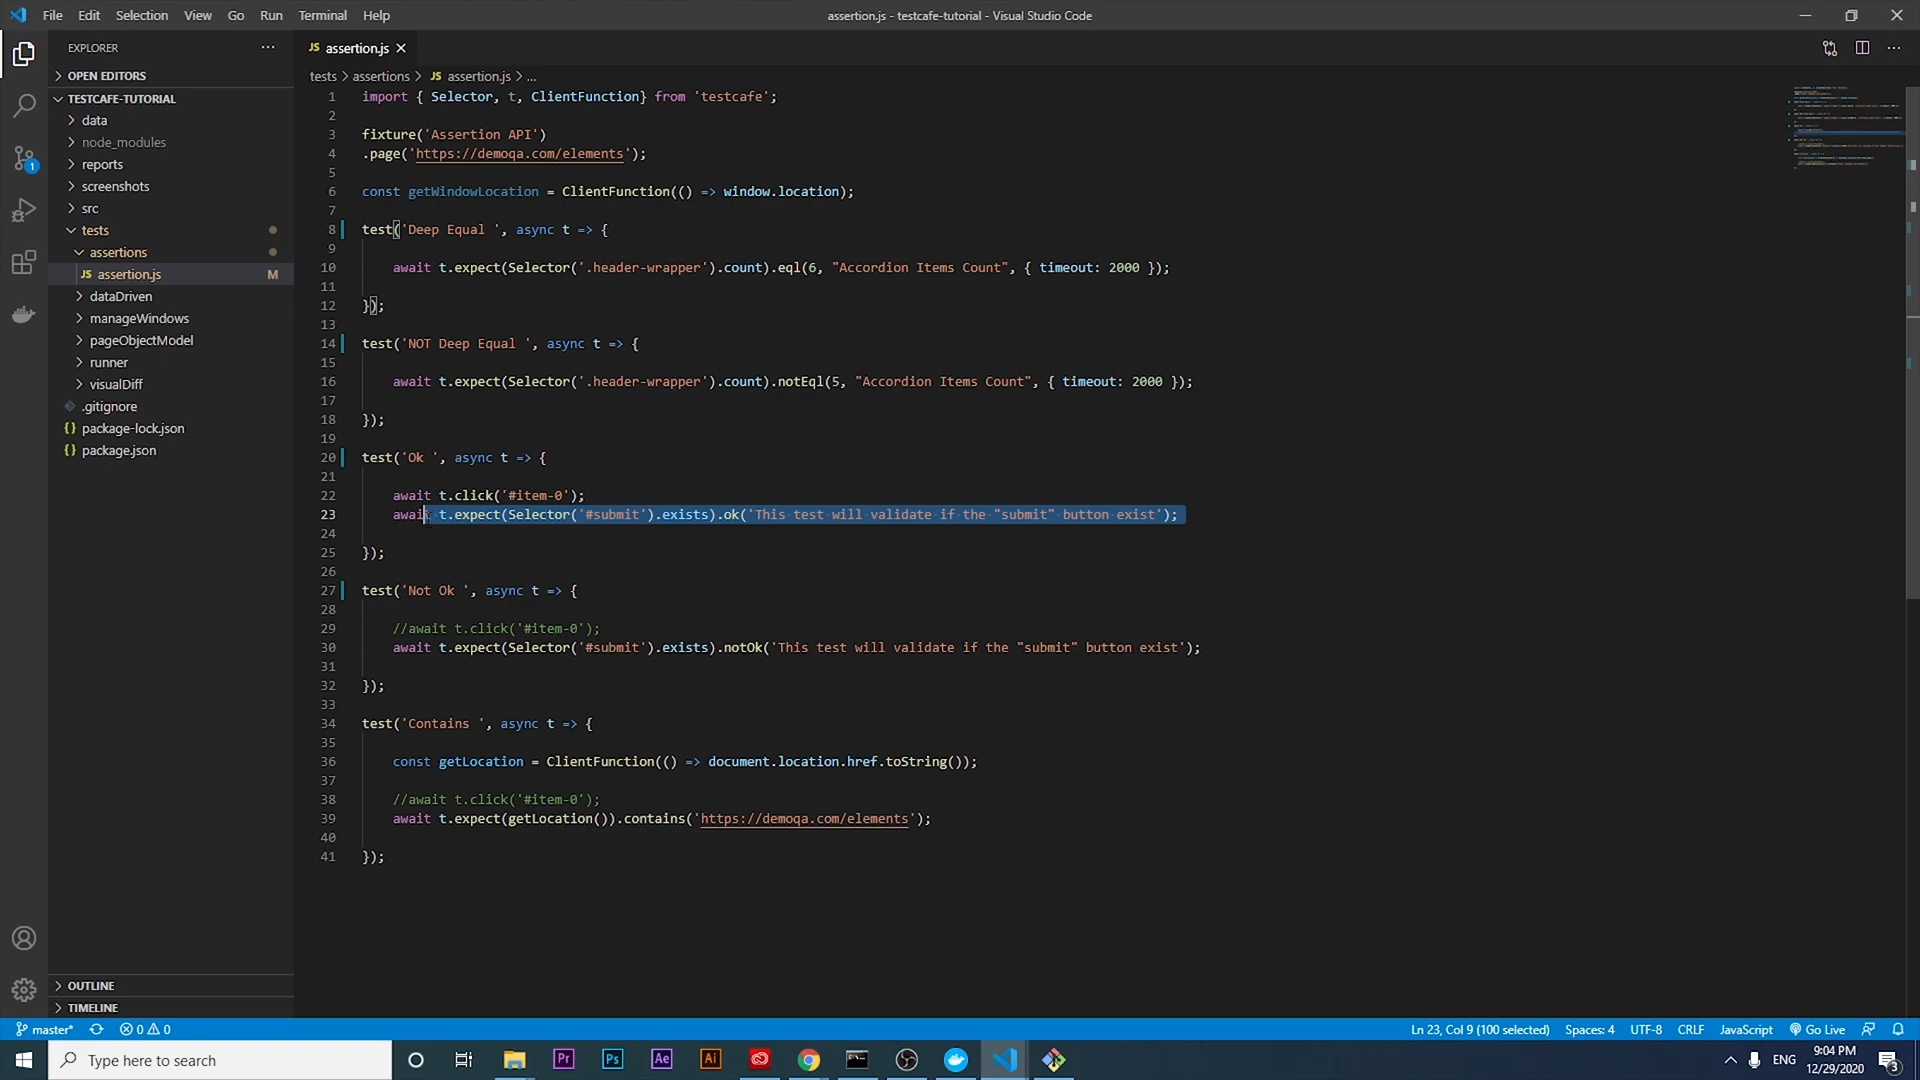 File Edit Selection View Go Run Terminal Help
assertion.js - testcafe-tutorial - Visual Studio Code
EXPLORER
OPEN EDITORS
TESTCAFE-TUTORIAL
data
node_modules
reports
screenshots
src
tests
assertions
JS assertion.js M
dataDriven
manageWindows
pageObjectModel
runner
visualDiff
.gitignore
{} package-lock.json
{} package.json
OUTLINE
TIMELINE
1
JS assertion.js
tests > assertions > JS assertion.js > ...
1 import { Selector, t, ClientFunction} from 'testcafe';
2
3 fixture('Assertion API')
4 .page('https://demoqa.com/elements');
5
6 const getWindowLocation = ClientFunction(() => window.location);
7
8 test('Deep Equal ', async t => {
9
10 await t.expect(Selector('.header-wrapper').count).eql(6, "Accordion Items Count", { timeout: 2000 });
11
12 });
13
14 test('NOT Deep Equal ', async t => {
15
16 await t.expect(Selector('.header-wrapper').count).notEql(5, "Accordion Items Count", { timeout: 2000 });
17
18 });
19
20 test('Ok ', async t => {
21
22 await t.click('#item-0');
23 await t.expect(Selector('#submit').exists).ok('This test will validate if the "submit" button exist');
24
25 });
26
27 test('Not Ok ', async t => {
28
29 //await t.click('#item-0');
30 await t.expect(Selector('#submit').exists).notOk('This test will validate if the "submit" button exist');
31
32 });
33
34 test('Contains ', async t => {
35
36 const getLocation = ClientFunction(() => document.location.href.toString());
37
38 //await t.click('#item-0');
39 await t.expect(getLocation()).contains('https://demoqa.com/elements');
40
41 });
master* 0 0 Ln 23, Col 9 (100 selected) Spaces: 4 UTF-8 CRLF JavaScript Go Live
Type here to search
Pr Ps Ae Ai
ENG
9:04 PM
12/29/2020
3